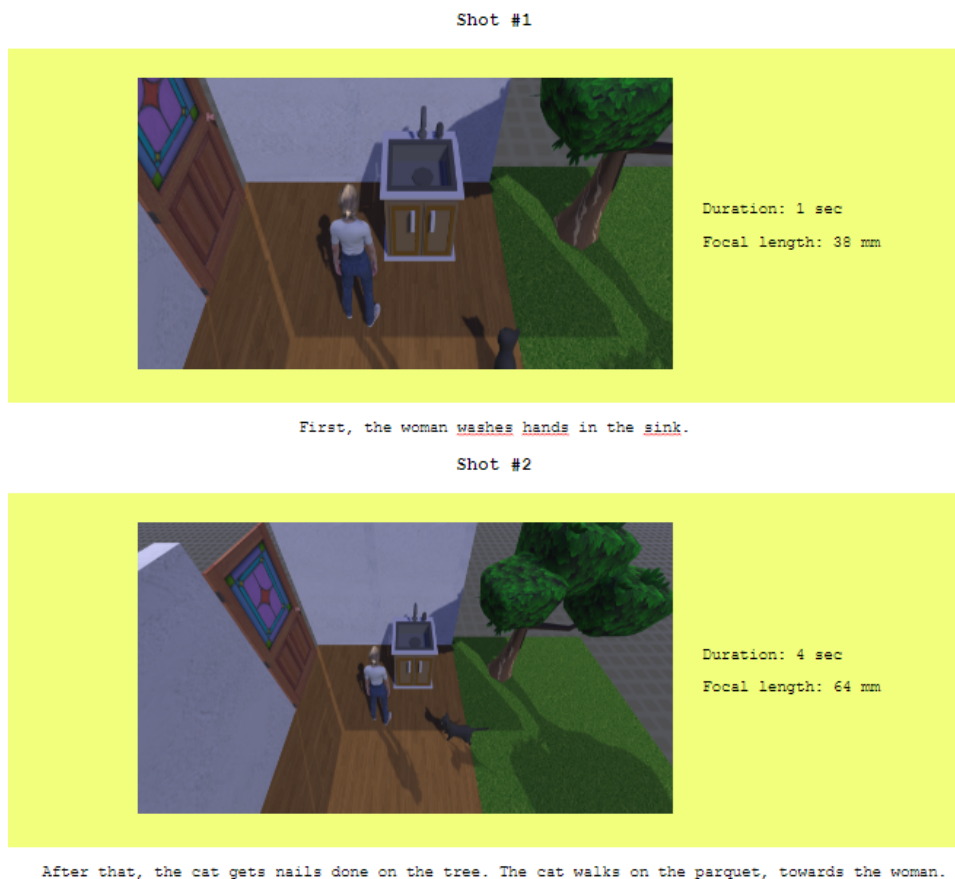 Shot #1
Duration: 1 sec
Focal length: 38 mm
First, the woman washes hands in the sink.
Shot #2
Duration: 4 sec
Focal length: 64 mm
After that, the cat gets nails done on the tree. The cat walks on the parquet, towards the woman.